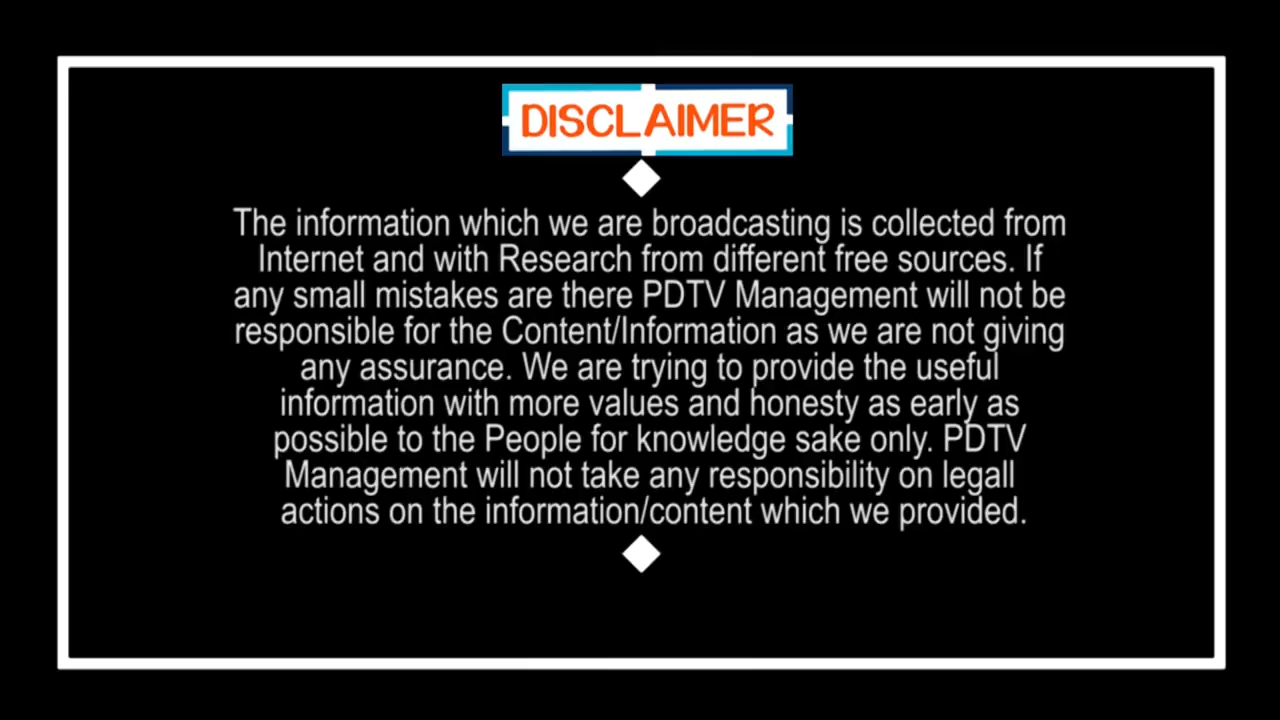 DISCLAIMER
The information which we are broadcasting is collected from
Internet and with Research from different free sources. If
any small mistakes are there PDTV Management will not be
responsible for the Content/Information as we are not giving
any assurance. We are trying to provide the useful
information with more values and honesty as early as
possible to the People for knowledge sake only. PDTV
Management will not take any responsibility on legall
actions on the information/content which we provided.